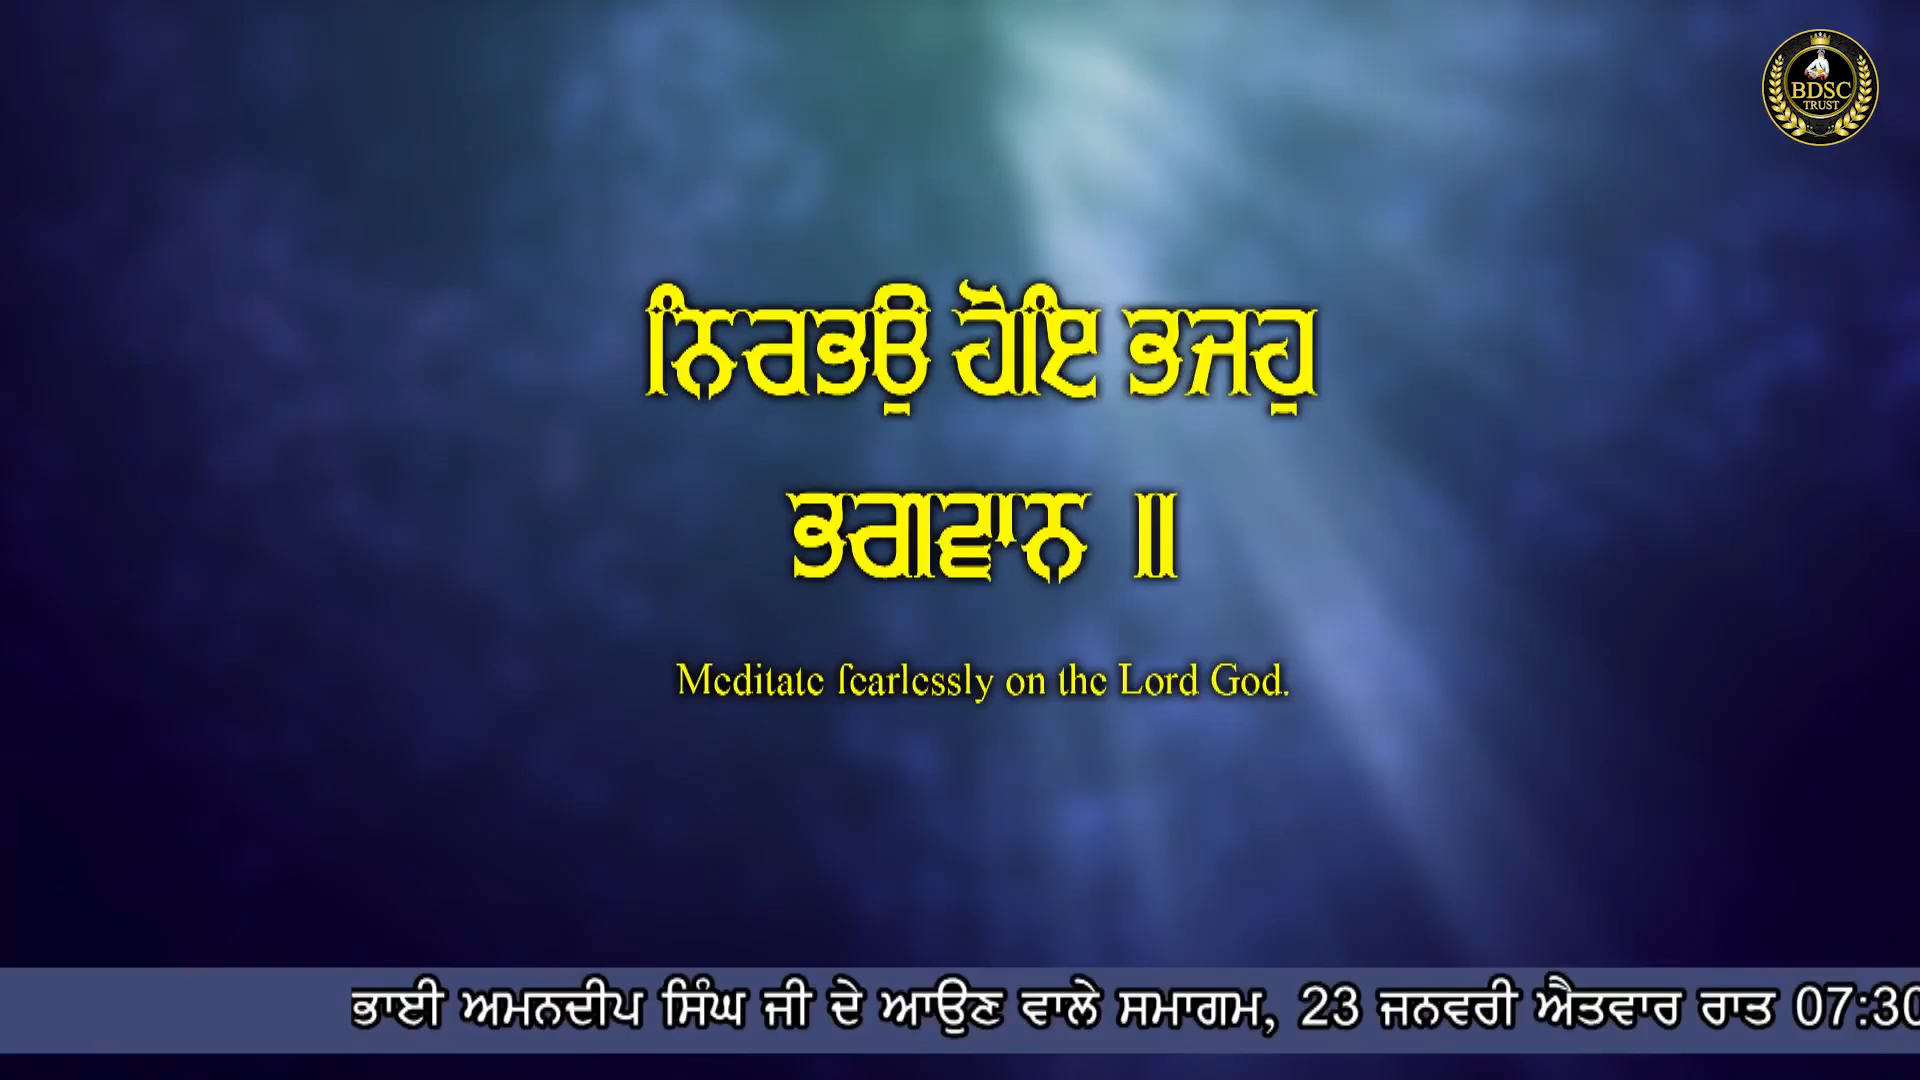 BDSC
TRUST
ਨਿਰਭਉ ਹੋਇ ਭਜਹੁ
ਭਗਵਾਨ ॥
Meditate fearlessly on the Lord God.
ਭਾਈ ਅਮਨਦੀਪ ਸਿੰਘ ਜੀ ਦੇ ਆਉਣ ਵਾਲੇ ਸਮਾਗਮ, 23 ਜਨਵਰੀ ਐਤਵਾਰ ਰਾਤ 07:30